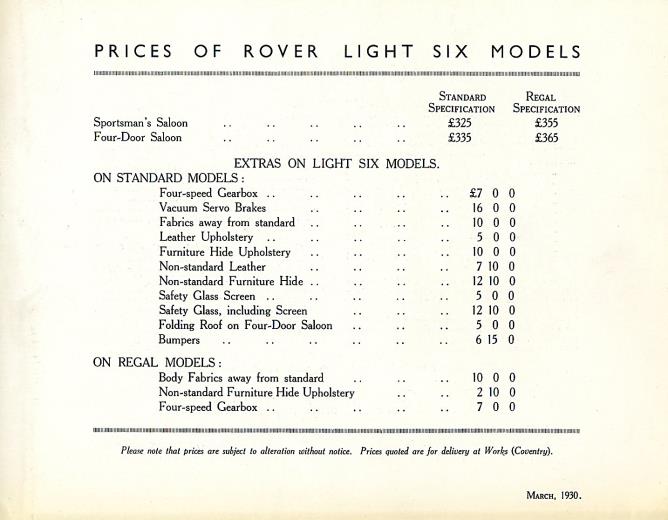 PRICES OF ROVER LIGHT SIX MODELS
STANDARD SPECIFICATION REGAL SPECIFICATION
Sportsman's Saloon .. .. .. .. .. £325 £355
Four-Door Saloon .. .. .. .. .. £335 £365
EXTRAS ON LIGHT SIX MODELS.
ON STANDARD MODELS:
Four-speed Gearbox .. .. .. .. .. £7 0 0
Vacuum Servo Brakes .. .. .. .. 16 0 0
Fabrics away from standard .. .. .. .. 10 0 0
Leather Upholstery .. .. .. .. .. 5 0 0
Furniture Hide Upholstery .. .. .. .. 10 0 0
Non-standard Leather .. .. .. .. 7 10 0
Non-standard Furniture Hide .. .. .. .. 12 10 0
Safety Glass Screen .. .. .. .. .. 5 0 0
Safety Glass, including Screen .. .. .. 12 10 0
Folding Roof on Four-Door Saloon .. .. .. 5 0 0
Bumpers .. .. .. .. .. .. 6 15 0
ON REGAL MODELS:
Body Fabrics away from standard .. .. .. 10 0 0
Non-standard Furniture Hide Upholstery .. .. 2 10 0
Four-speed Gearbox .. .. .. .. .. 7 0 0
Please note that prices are subject to alteration without notice. Prices quoted are for delivery at Works (Coventry).
MARCH, 1930.